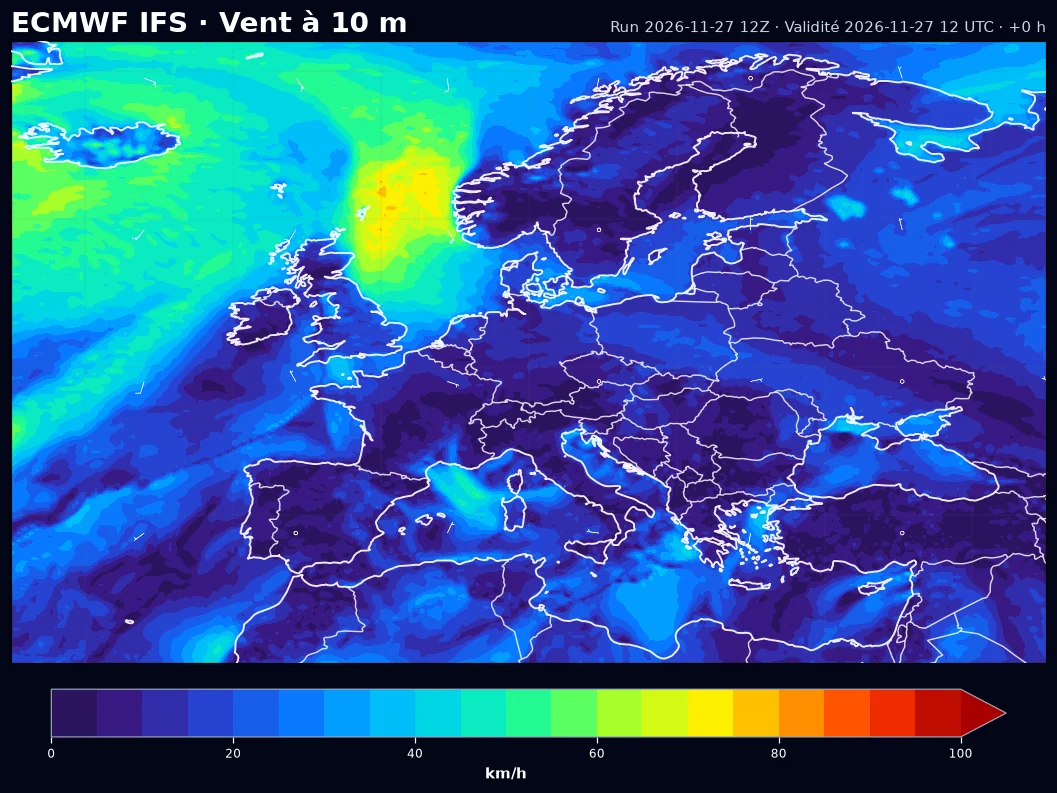 ECMWF IFS · Vent à 10 m
Run 2026-11-27 12Z · Validité 2026-11-27 12 UTC · +0 h
0 20 40 60 80 100
km/h